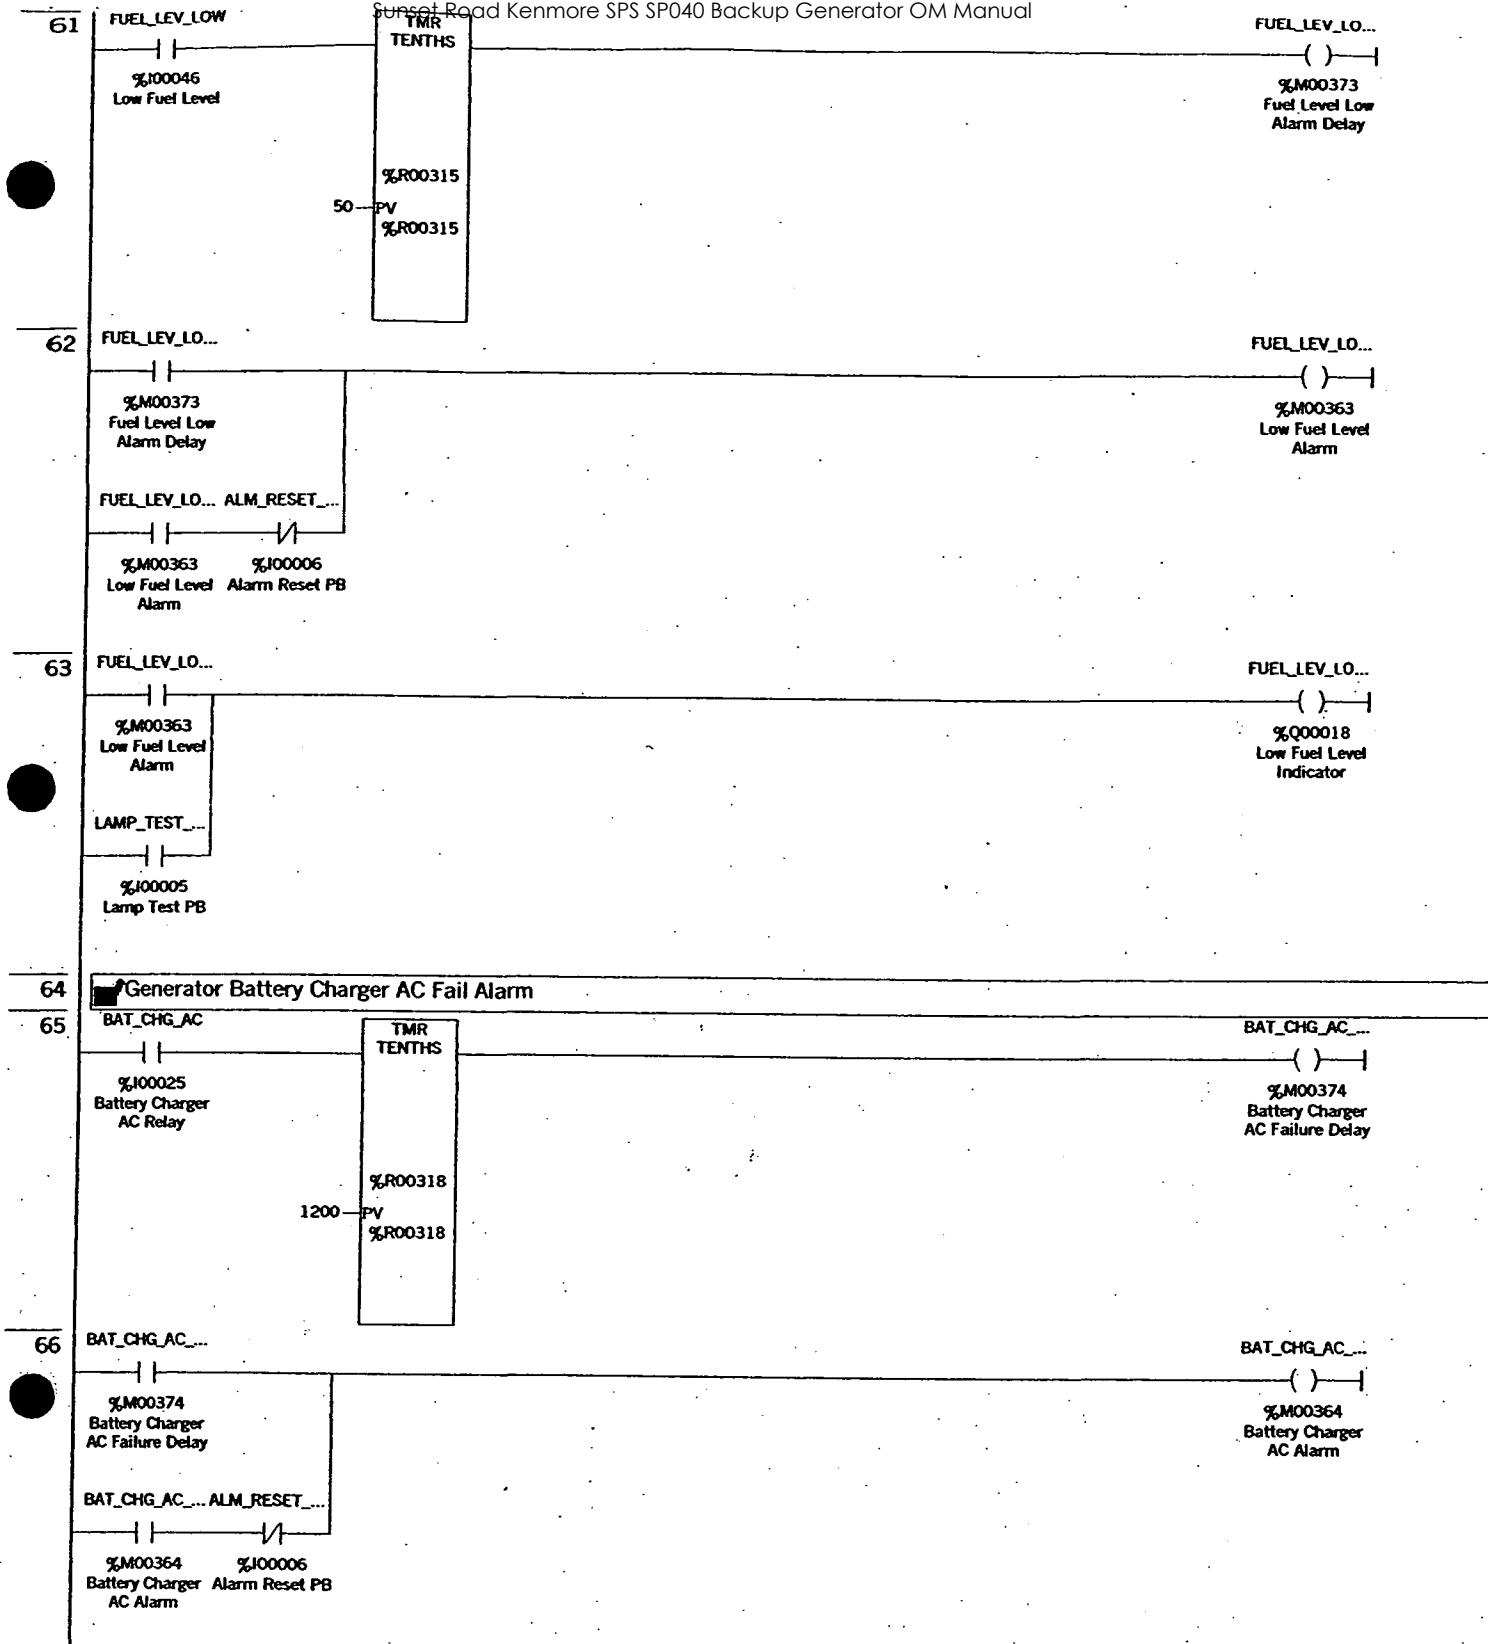 Sunset Road Kenmore SPS SP040 Backup Generator OM Manual
61
FUEL_LEV_LOW
TMR
TENTHS
FUEL_LEV_LO...
%I00046
Low Fuel Level
%M00373
Fuel Level Low
Alarm Delay
%R00315
50
PV
%R00315
62
FUEL_LEV_LO...
FUEL_LEV_LO...
%M00373
Fuel Level Low
Alarm Delay
%M00363
Low Fuel Level
Alarm
FUEL_LEV_LO... ALM_RESET_...
%M00363
Low Fuel Level
Alarm
%I00006
Alarm Reset PB
63
FUEL_LEV_LO...
FUEL_LEV_LO...
%M00363
Low Fuel Level
Alarm
%Q00018
Low Fuel Level
Indicator
LAMP_TEST_...
%I00005
Lamp Test PB
64
Generator Battery Charger AC Fail Alarm
65
BAT_CHG_AC
TMR
TENTHS
BAT_CHG_AC_...
%I00025
Battery Charger
AC Relay
%M00374
Battery Charger
AC Failure Delay
%R00318
1200
PV
%R00318
66
BAT_CHG_AC_...
BAT_CHG_AC_...
%M00374
Battery Charger
AC Failure Delay
%M00364
Battery Charger
AC Alarm
BAT_CHG_AC_... ALM_RESET_...
%M00364
Battery Charger
AC Alarm
%I00006
Alarm Reset PB